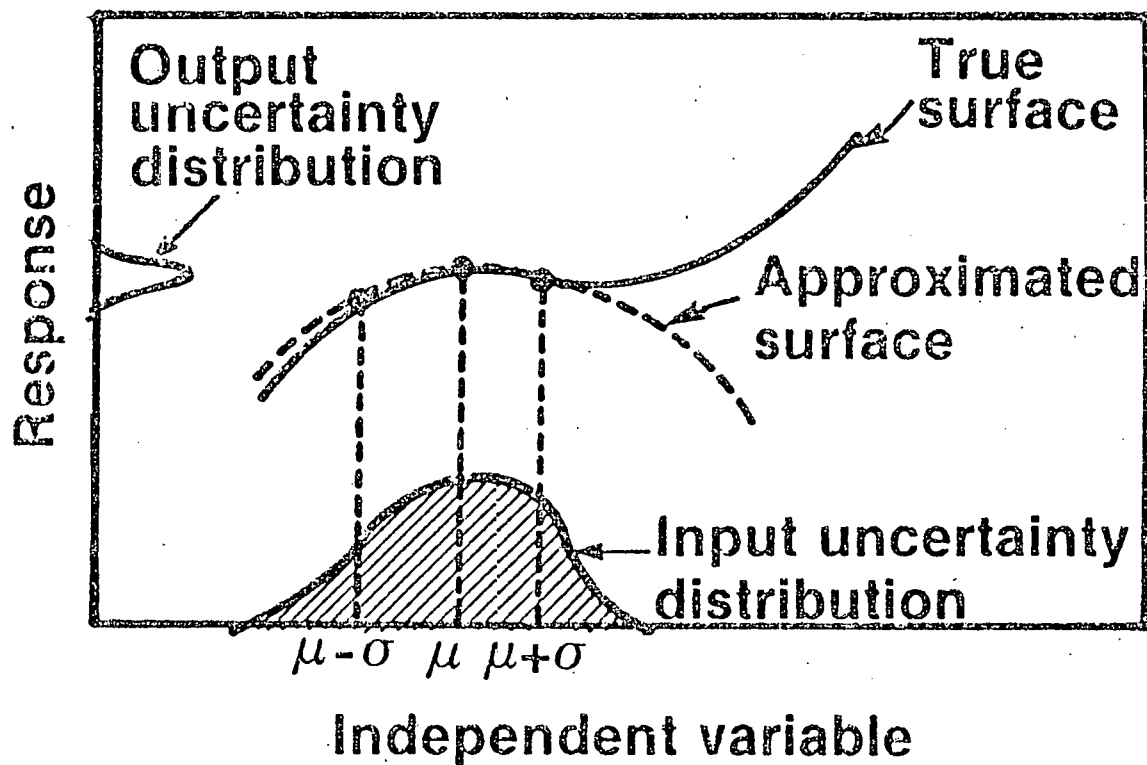 Output
uncertainty
distribution
True
surface
Response
Approximated
surface
Input uncertainty
distribution
μ-σ μ μ+σ
Independent variable